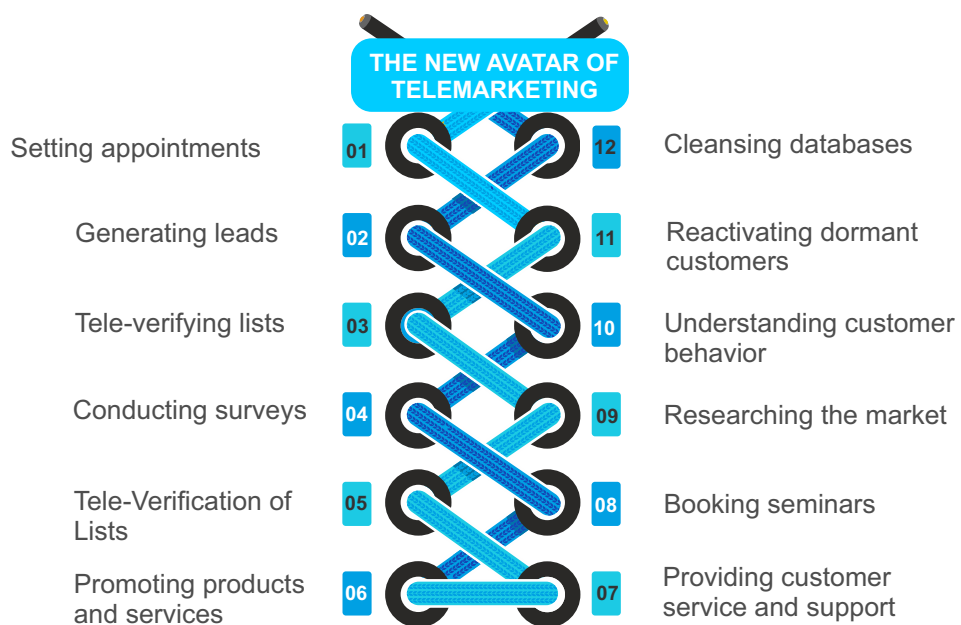 THE NEW AVATAR OF
TELEMARKETING
Setting appointments
01
12
Cleansing databases
Generating leads
02
11
Reactivating dormant
customers
Tele-verifying lists
03
10
Understanding customer
behavior
Conducting surveys
04
09
Researching the market
Tele-Verification of
Lists
05
08
Booking seminars
Promoting products
and services
06
07
Providing customer
service and support